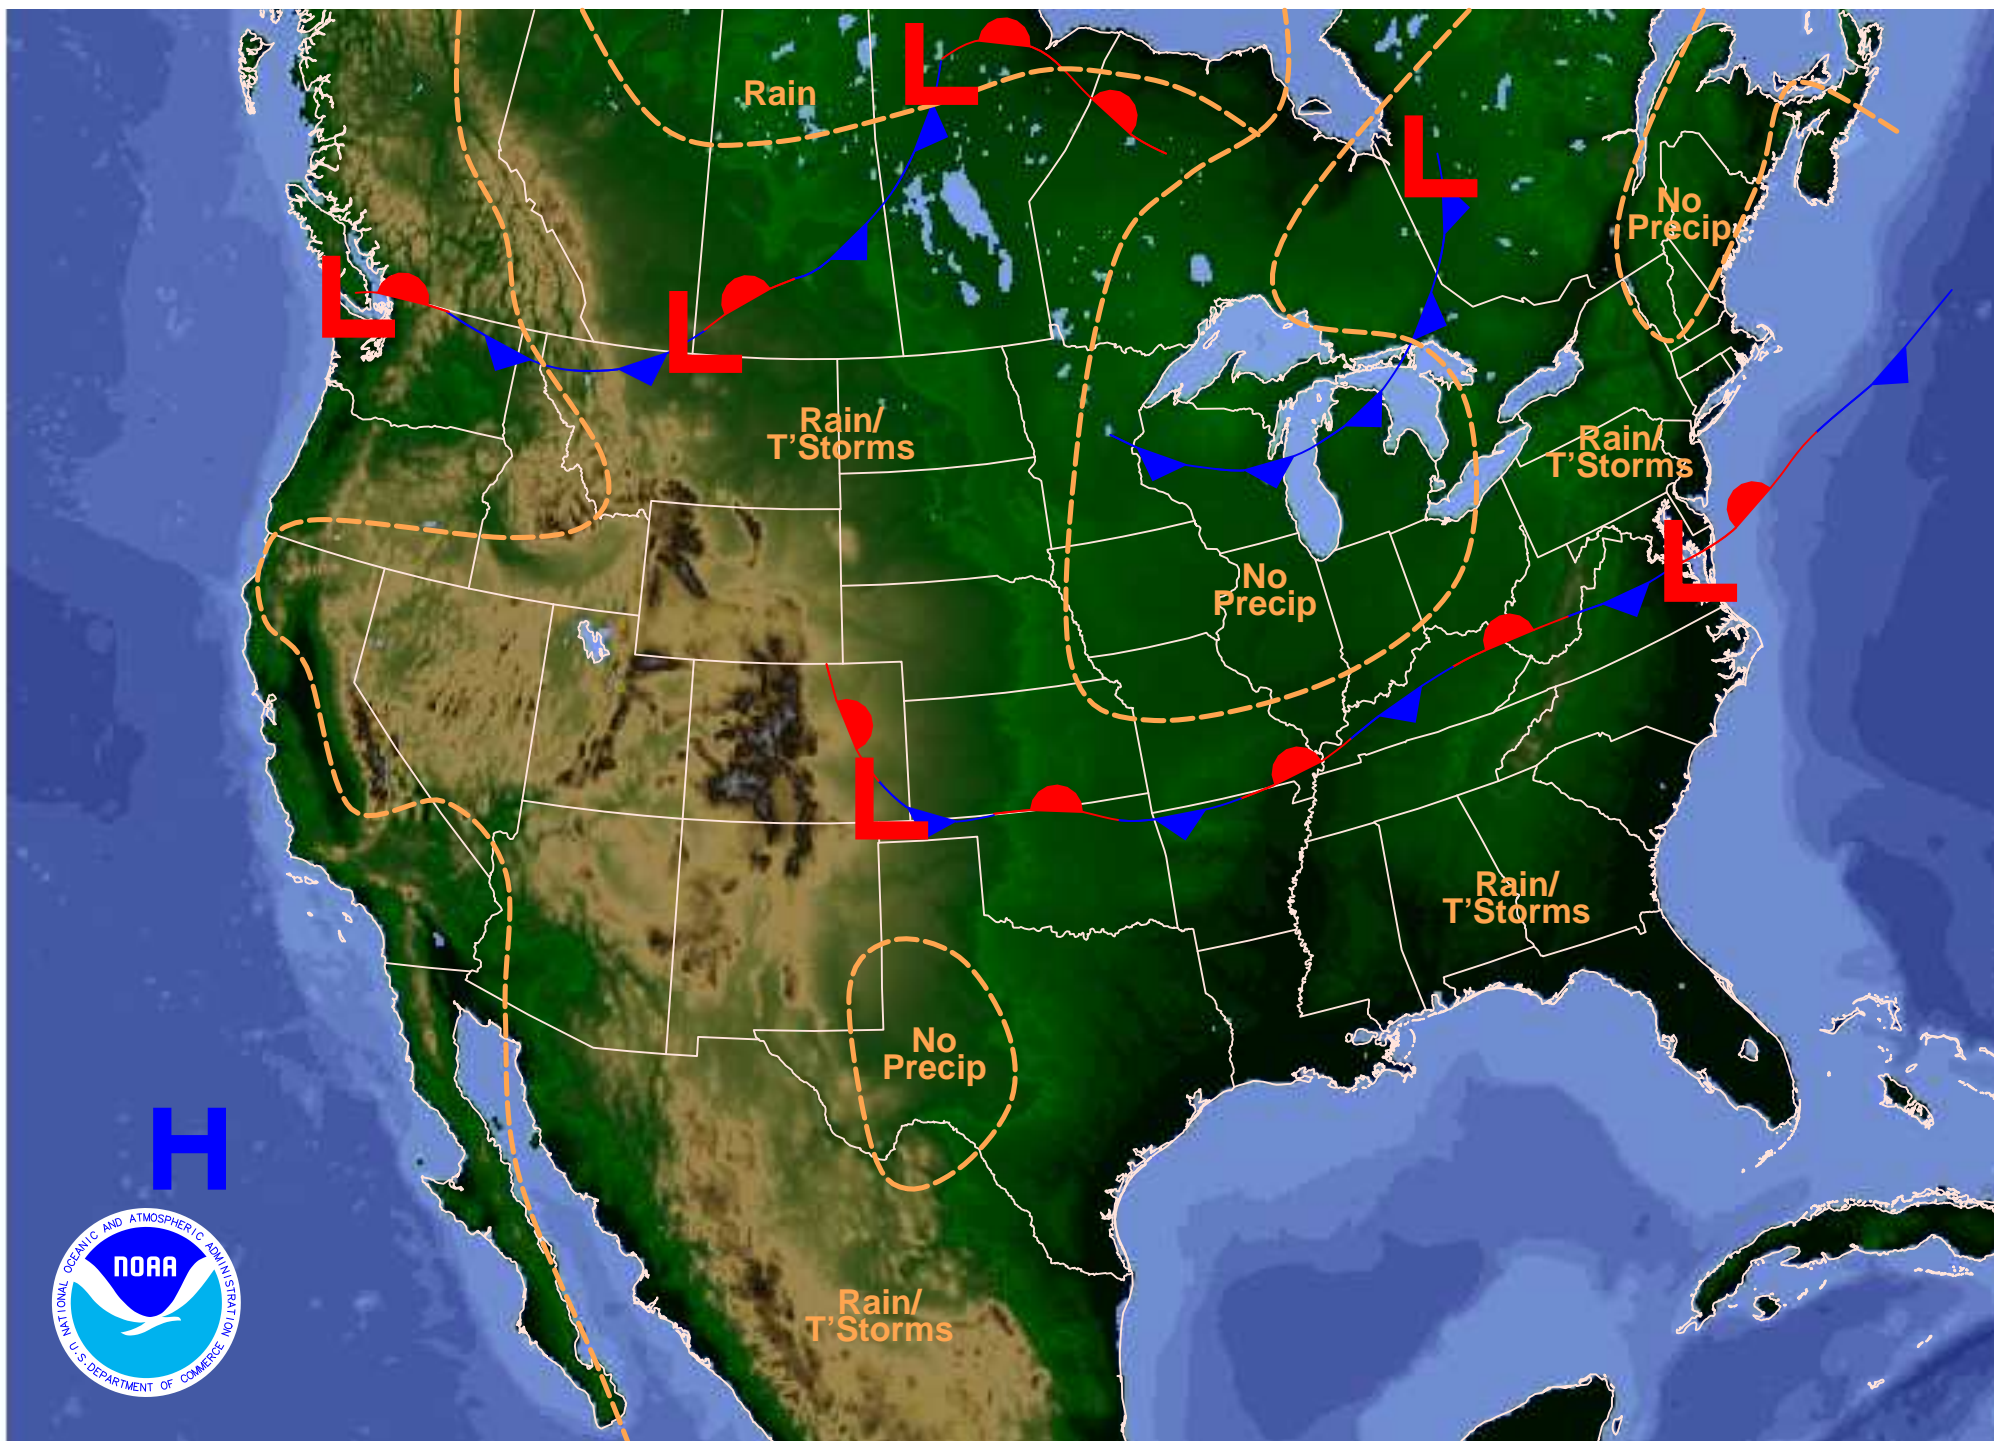 L
Rain
L
No
Precip
L
L
Rain/
T'Storms
Rain/
T'Storms
L
No
Precip
L
Rain/
T'Storms
No
Precip
H
NATIONAL OCEANIC AND ATMOSPHERIC ADMINISTRATION
NOAA
U.S. DEPARTMENT OF COMMERCE
Rain/
T'Storms